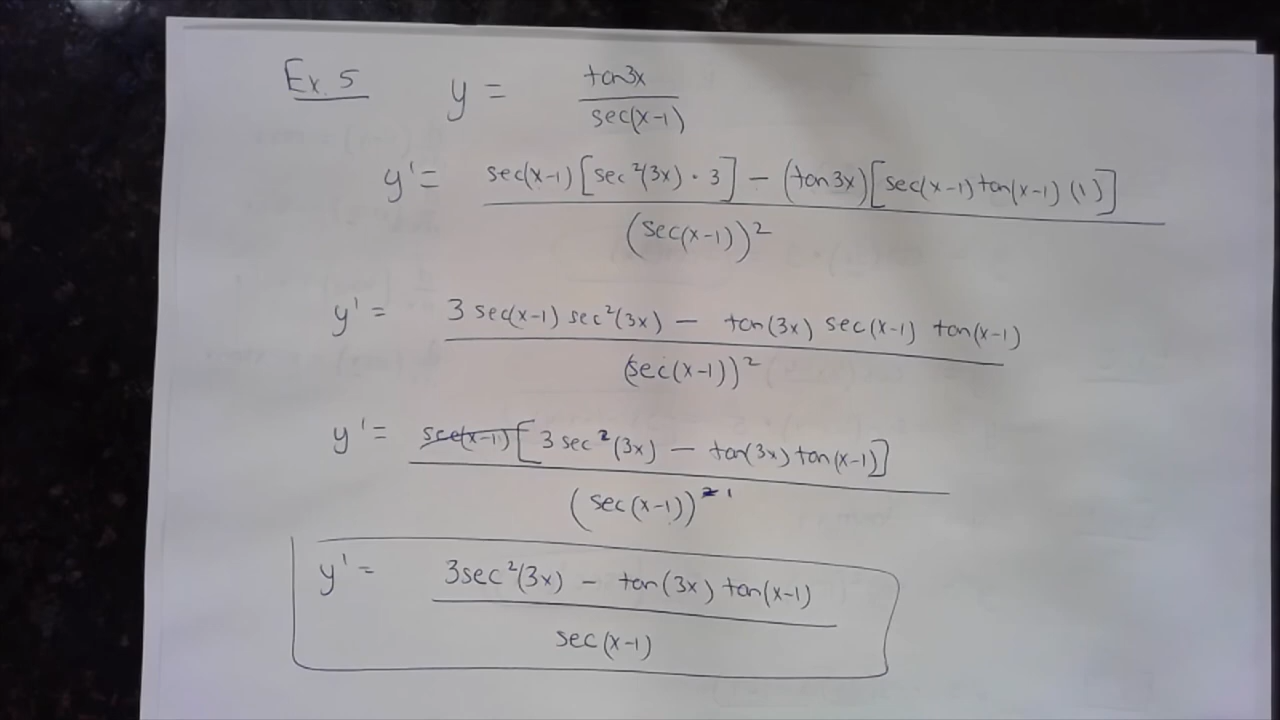 Ex. 5 y = tan3x / sec(x-1)
y' = sec(x-1)[sec²(3x) · 3] - (tan3x)[sec(x-1)tan(x-1)(1)] / (sec(x-1))²
y' = 3 sec(x-1) sec²(3x) - tan(3x) sec(x-1) tan(x-1) / (sec(x-1))²
y' = sec(x-1)[3 sec²(3x) - tan(3x) tan(x-1)] / (sec(x-1))² 1
y' = 3sec²(3x) - tan(3x) tan(x-1) / sec(x-1)